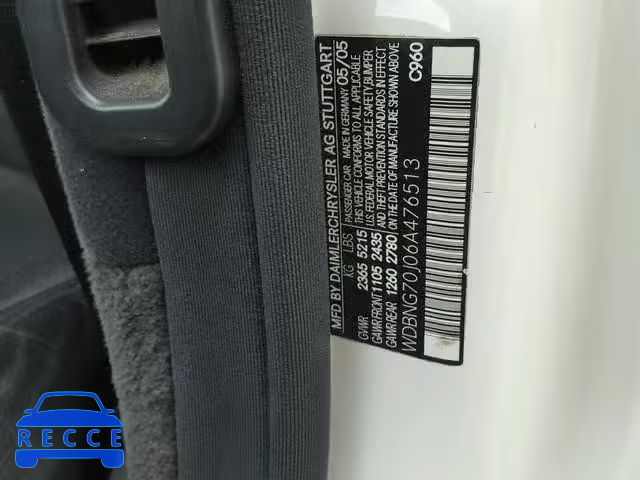 MFD BY DAIMLERCHRYSLER AG STUTTGART
PASSENGER CAR MADE IN GERMANY 05/05
KG LBS THIS VEHICLE CONFORMS TO ALL APPLICABLE
GVWR 2365 5215 U.S. FEDERAL MOTOR VEHICLE SAFETY, BUMPER
GAWR FRONT 1105 2435 AND THEFT PREVENTION STANDARDS IN EFFECT
GAWR REAR 1260 2780 ON THE DATE OF MANUFACTURE
C960
WDBNG70J06A476513
RECCE